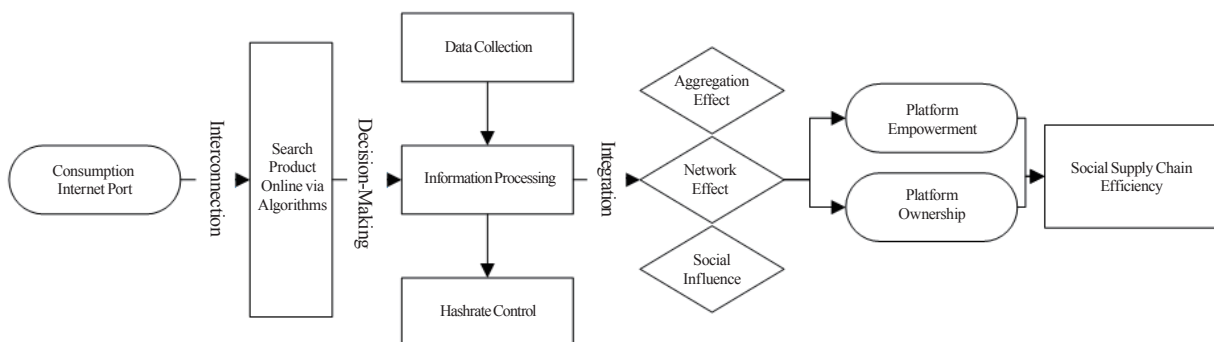 Consumption
Internet Port
Interconnection
Search
Product
Online via
Algorithms
Decision-Making
Data Collection
Information Processing
Hashrate Control
Integration
Aggregation
Effect
Network
Effect
Social
Influence
Platform
Empowerment
Platform
Ownership
Social Supply Chain
Efficiency